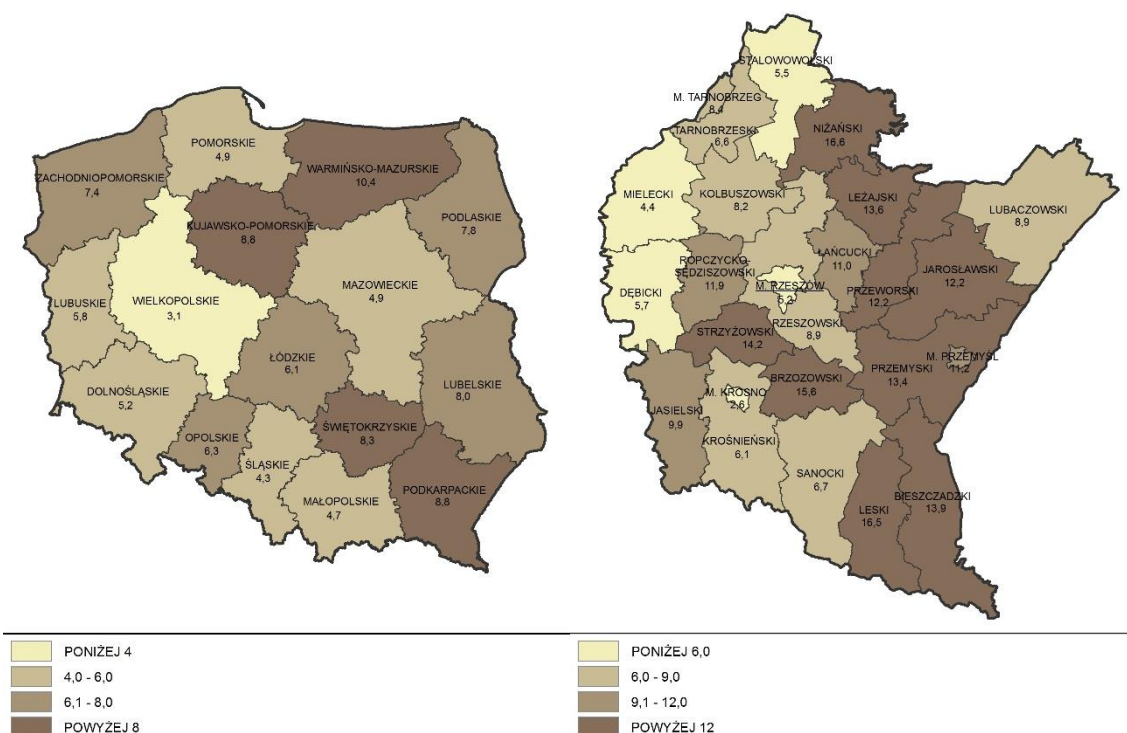 POMORSKIE
4,9
WARMIŃSKO-MAZURSKIE
10,4
ZACHODNIOPOMORSKIE
7,4
PODLASKIE
7,8
KUJAWSKO-POMORSKIE
8,8
MAZOWIECKIE
4,9
LUBUSKIE
5,8
WIELKOPOLSKIE
3,1
ŁÓDZKIE
6,1
LUBELSKIE
8,0
DOLNOŚLĄSKIE
5,2
OPOLSKIE
6,3
ŚWIĘTOKRZYSKIE
8,3
ŚLĄSKIE
4,3
MAŁOPOLSKIE
4,7
PODKARPACKIE
8,8
PONIŻEJ 4
4,0 - 6,0
6,1 - 8,0
POWYŻEJ 8
STALOWOWOLSKI
5,5
M. TARNOBRZEG
8,4
TARNOBRZESKI
6,6
NIŻAŃSKI
16,6
MIELECKI
4,4
KOLBUSZOWSKI
8,2
LEŻAJSKI
13,6
LUBACZOWSKI
8,9
ROPCZYCKO-
SĘDZISZOWSKI
11,9
ŁAŃCUCKI
11,0
JAROSŁAWSKI
12,2
DĘBICKI
5,7
M. RZESZÓW
5,2
PRZEWORSKI
12,2
STRZYŻOWSKI
14,2
RZESZOWSKI
8,9
M. PRZEMYŚL
11,2
PRZEMYSKI
13,4
BRZOZOWSKI
15,6
M. KROSNO
2,6
JASIELSKI
9,9
KROŚNIEŃSKI
6,1
SANOCKI
6,7
BIESZCZADZKI
13,9
LESKI
16,5
PONIŻEJ 6,0
6,0 - 9,0
9,1 - 12,0
POWYŻEJ 12